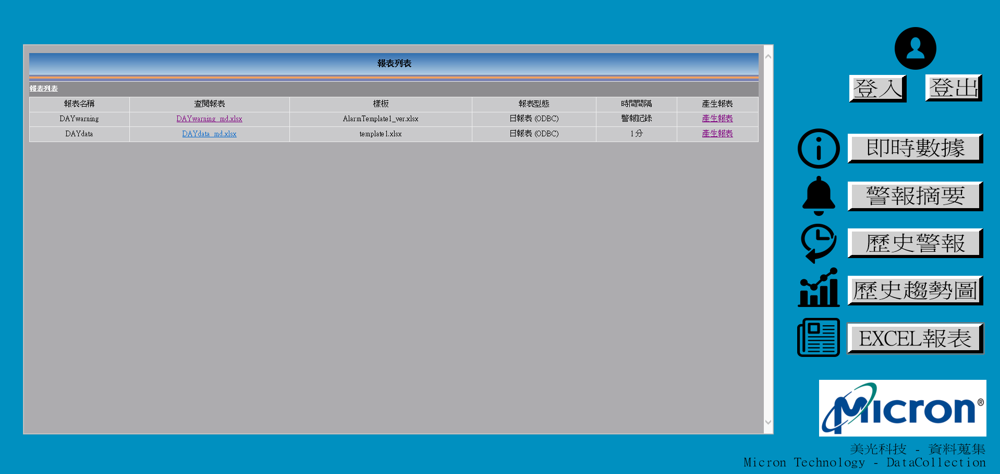 報表列表
報表列表
報表名稱 查閱報表 樣板 報表型態 時間間隔 產生報表
DAYwarning DAYwarning_md.xlsx AlarmTemplate1_ver.xlsx 日報表 (ODBC) 警報記錄 產生報表
DAYdata DAYdata_md.xlsx template1.xlsx 日報表 (ODBC) 1 分 產生報表
登入 登出
即時數據
警報摘要
歷史警報
歷史趨勢圖
EXCEL報表
Micron®
美光科技 - 資料蒐集
Micron Technology - DataCollection